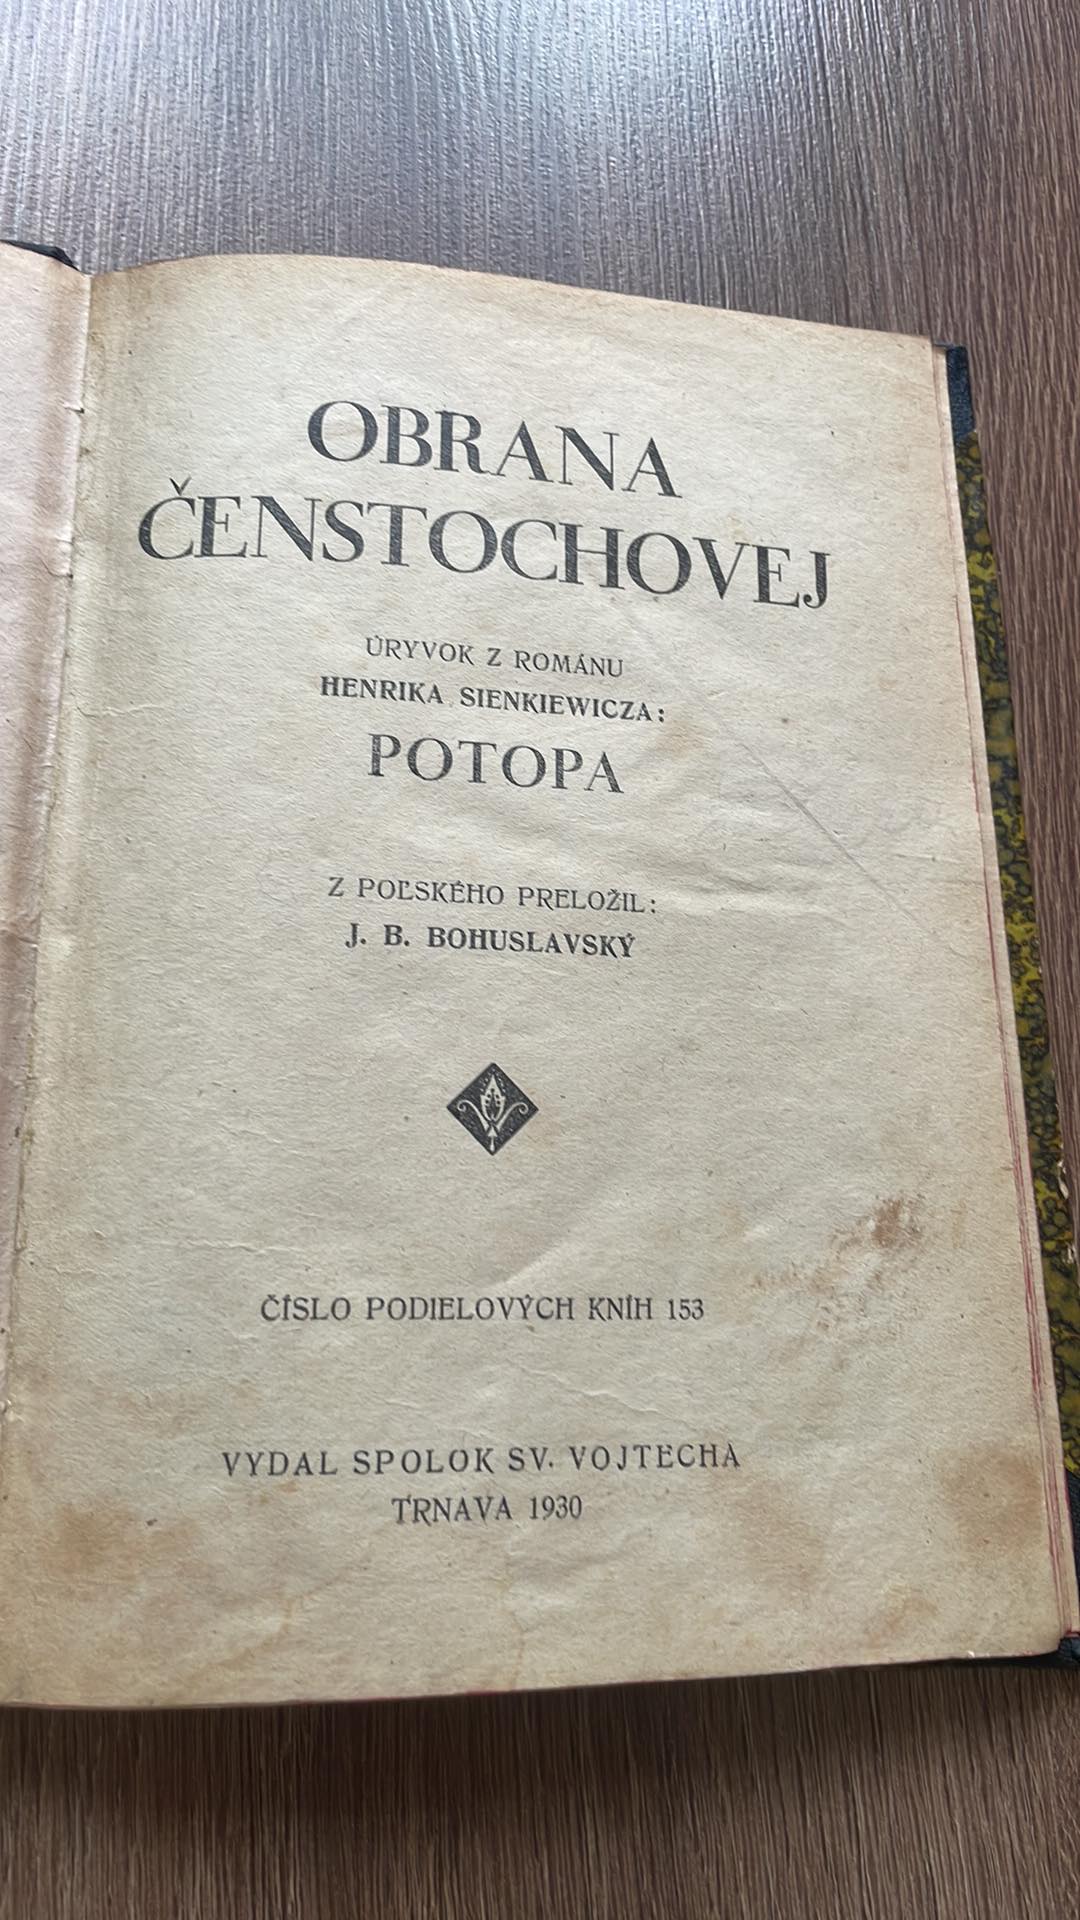 OBRANA
ČENSTOCHOVEJ
ÚRYVOK Z ROMÁNU
HENRIKA SIENKIEWICZA:
POTOPA
Z POĽSKÉHO PRELOŽIL:
J. B. BOHUSLAVSKÝ
ČÍSLO PODIELOVÝCH KNÍH 153
VYDAL SPOLOK SV. VOJTECHA
TRNAVA 1930